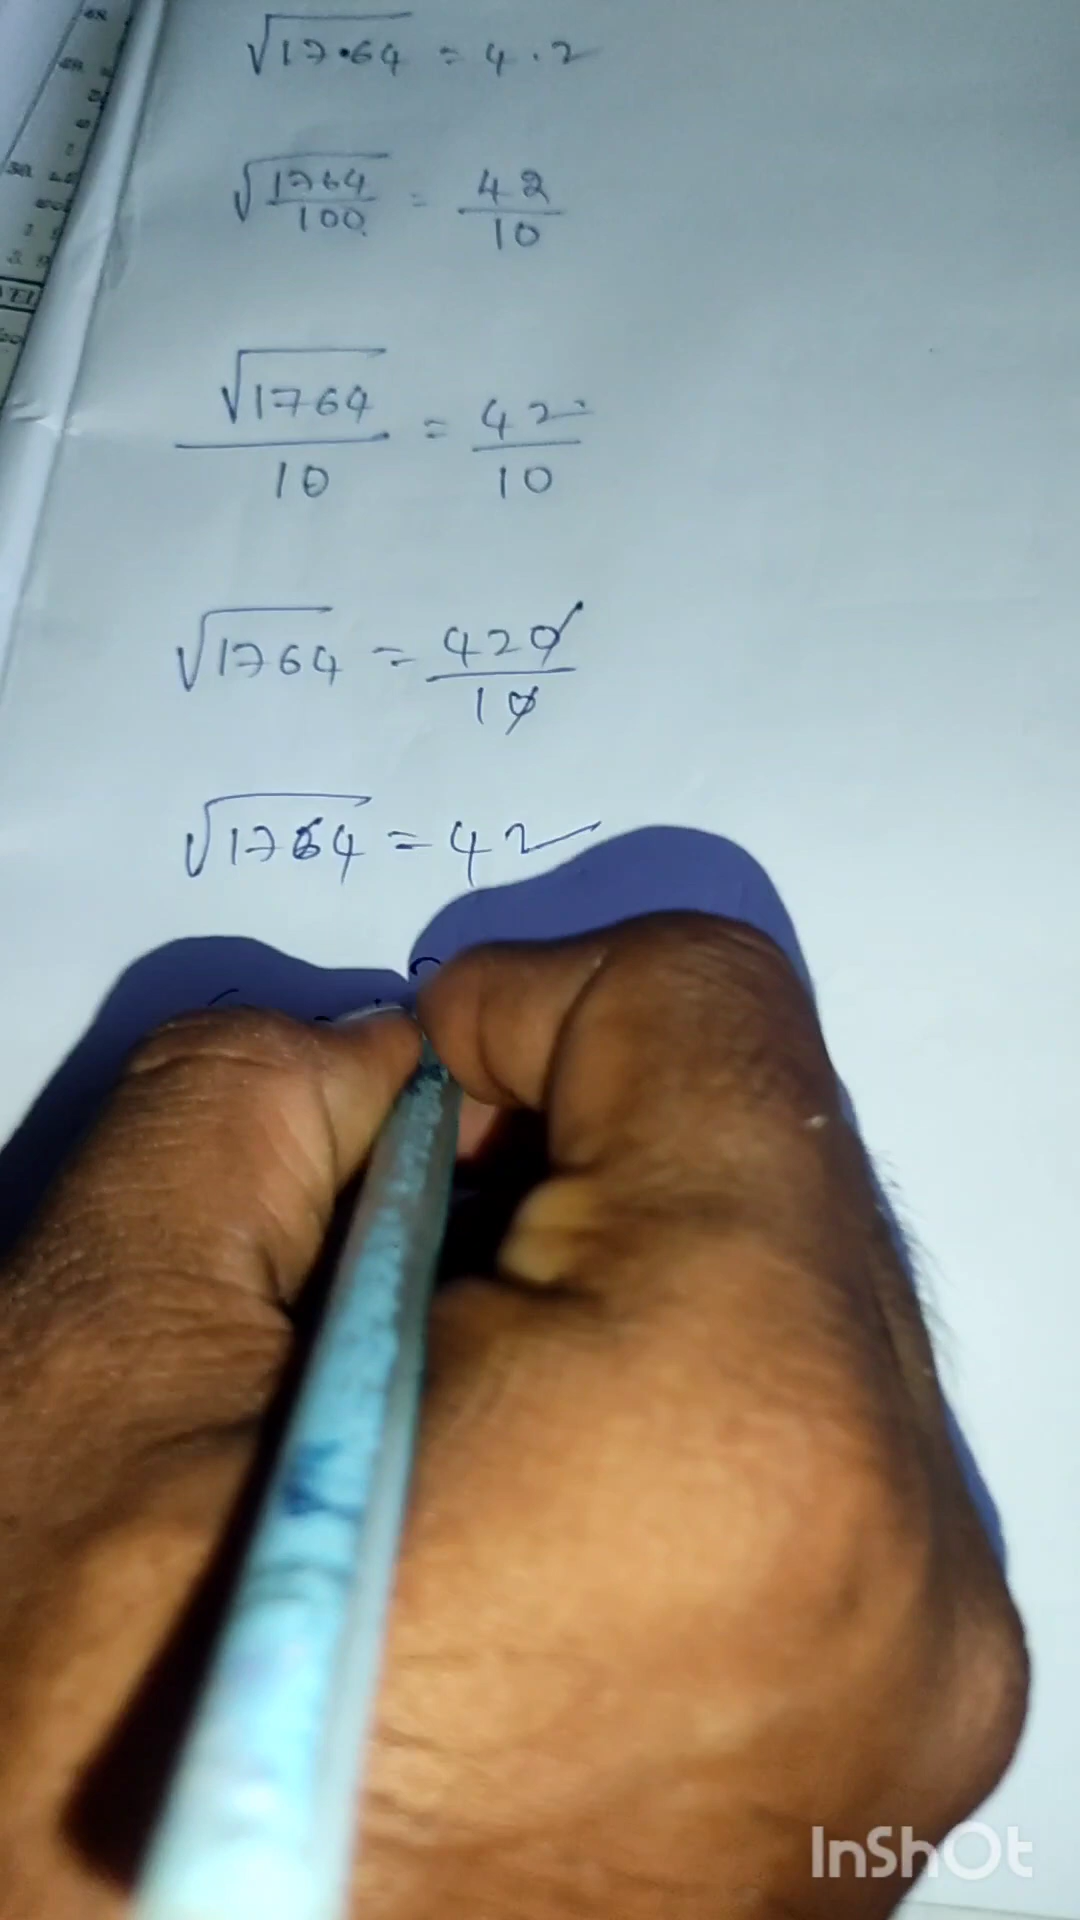 √17.64 = 4.2
√1764/100 = 42/10
√1764/10 = 42/10
√1764 = 420/10
√1764 = 42
InShOt